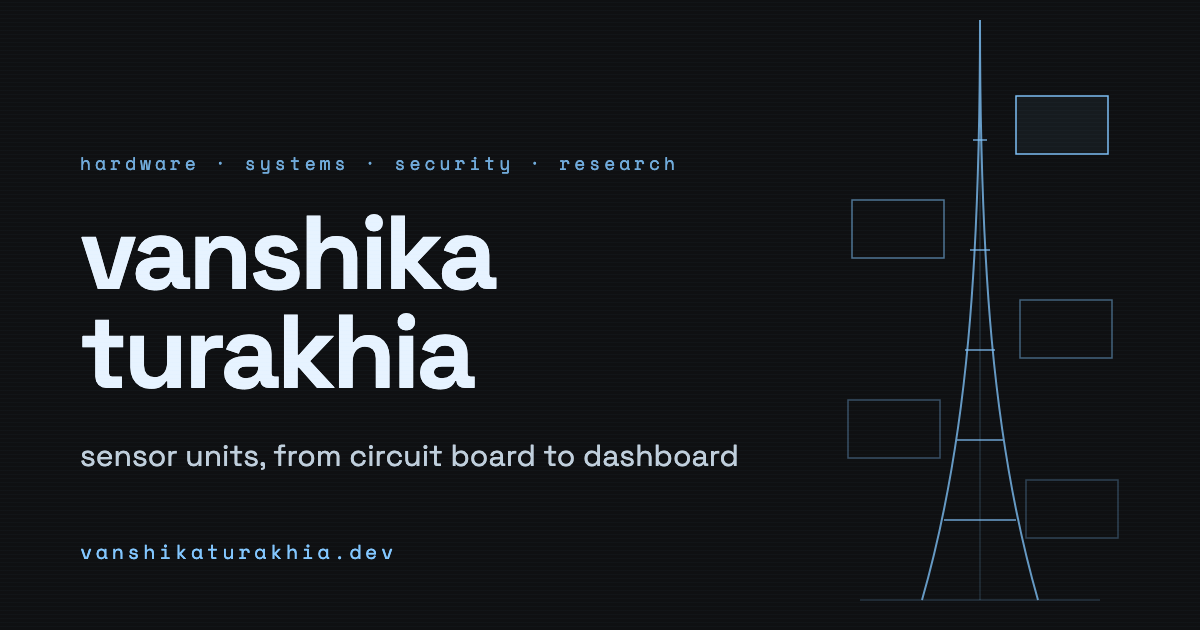 hardware · systems · security · research
vanshika
turakhia
sensor units, from circuit board to dashboard
vanshikaturakhia.dev